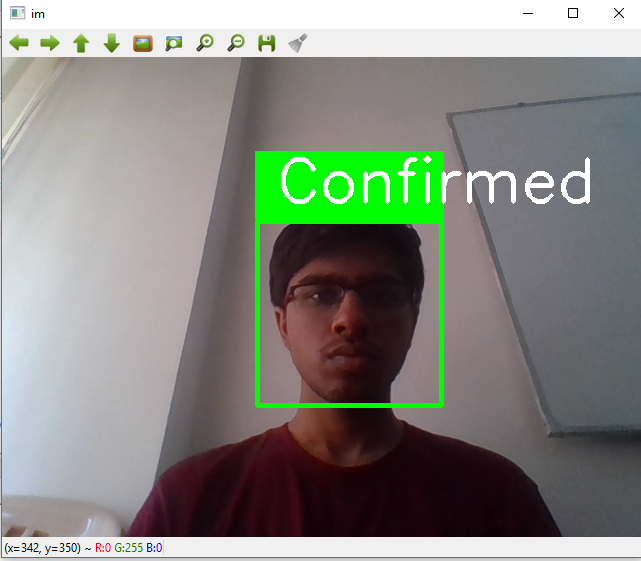 im
Confirmed
(x=342, y=350) ~ R:0 G:255 B:0